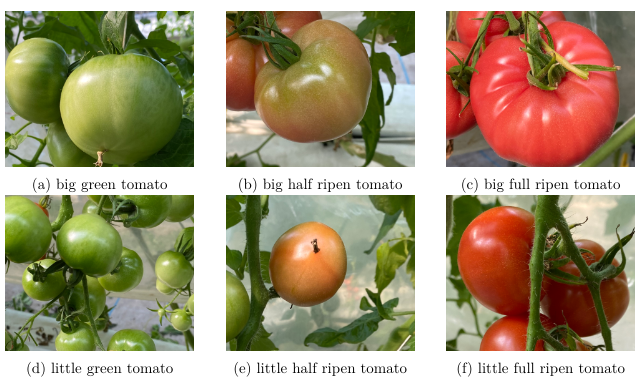 (a) big green tomato
(b) big half ripen tomato
(c) big full ripen tomato
(d) little green tomato
(e) little half ripen tomato
(f) little full ripen tomato